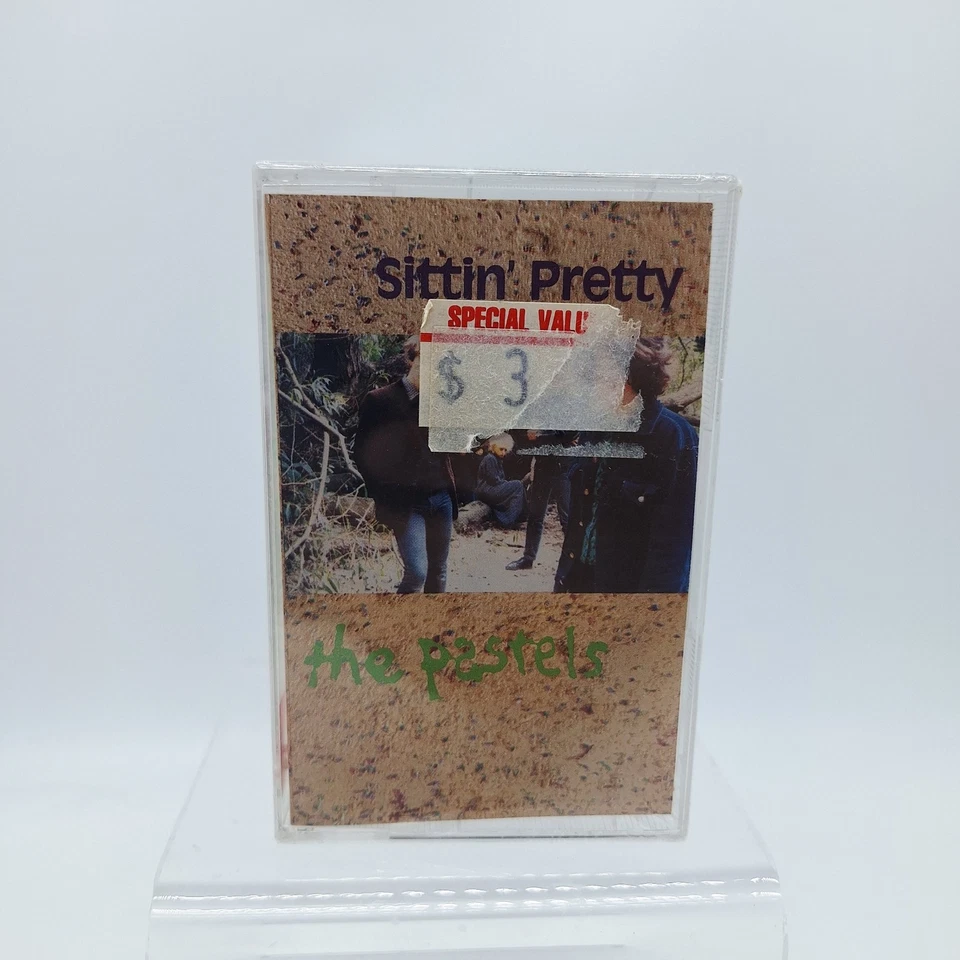 Sittin' Pretty
SPECIAL VALU
$ 3
the pastels